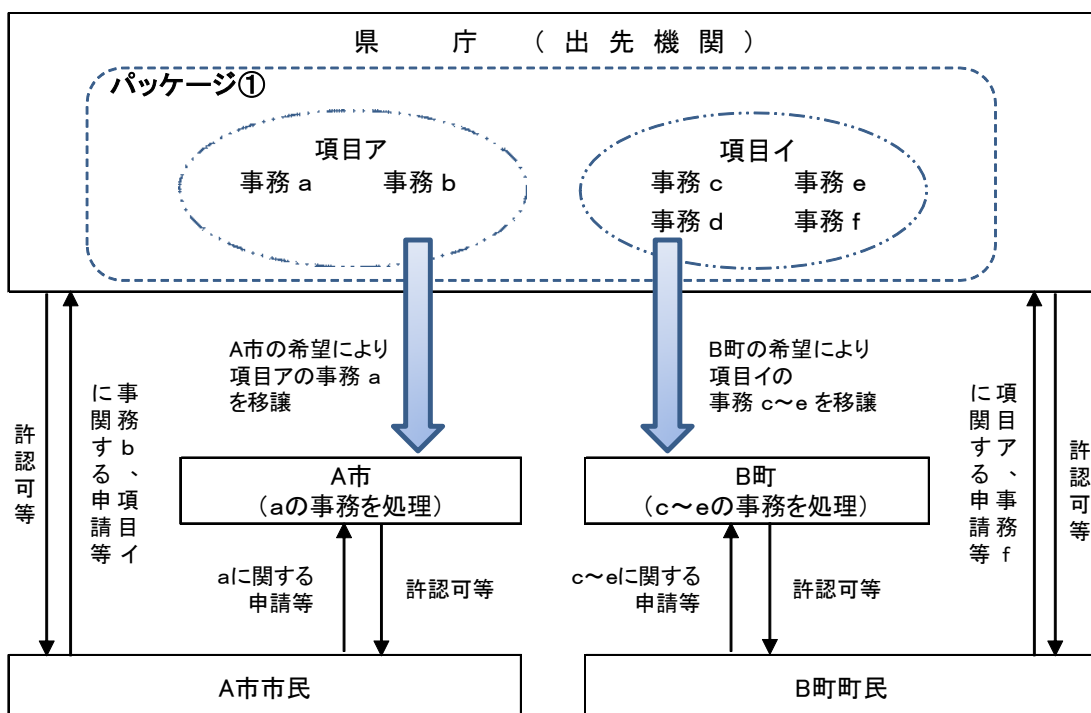 県庁（出先機関）
パッケージ①
項目ア
事務a 事務b
項目イ
事務c 事務e
事務d 事務f
A市の希望により
項目アの事務a
を移譲
B町の希望により
項目イの
事務c～eを移譲
許認可等
事務b、項目イ
に関する申請等
A市
（aの事務を処理）
B町
（c～eの事務を処理）
項目ア、事務f
に関する申請等
許認可等
aに関する
申請等
許認可等
c～eに関する
申請等
許認可等
A市市民
B町町民